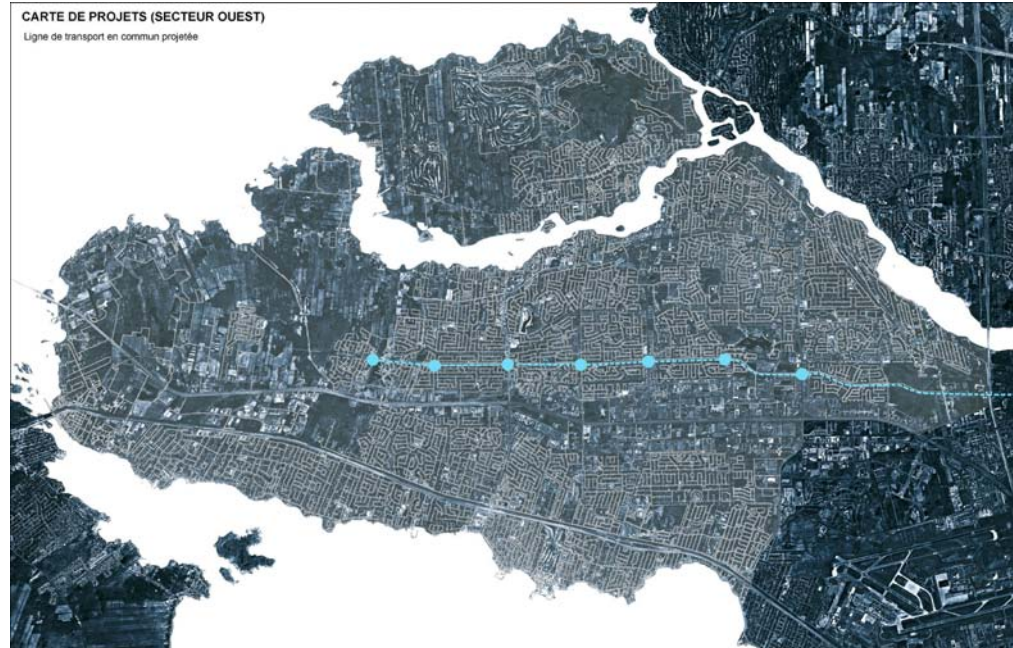 CARTE DE PROJETS (SECTEUR OUEST)
Ligne de transport en commun projetée